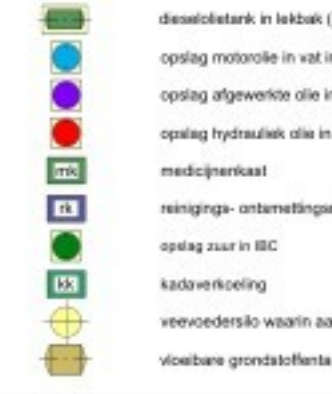 dieselolietank in lekbak (
opslag motorolie in vat i
opslag afgewerkte olie i
opslag hydrauliek olie in
mk medicijnenkast
rk reinigings- ontsmettings
opslag zuur in IBC
kk kadaverkoeling
veevoedersilo waarin aa
vloeibare grondstoffenta